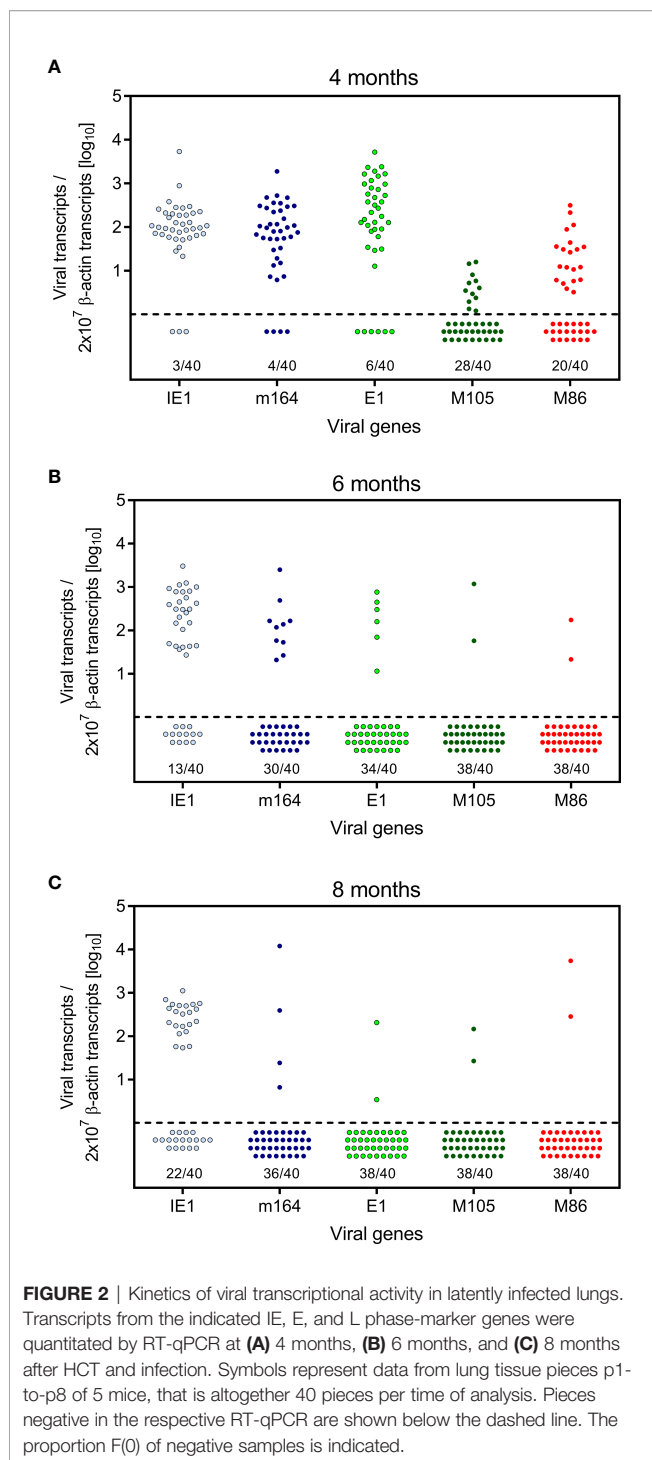 A
4 months
Viral transcripts /
2x10⁷ β-actin transcripts [log₁₀]
5
4
3
2
1
3/40 4/40 6/40 28/40 20/40
IE1 m164 E1 M105 M86
Viral genes
B
6 months
Viral transcripts /
2x10⁷ β-actin transcripts [log₁₀]
5
4
3
2
1
13/40 30/40 34/40 38/40 38/40
IE1 m164 E1 M105 M86
Viral genes
C
8 months
Viral transcripts /
2x10⁷ β-actin transcripts [log₁₀]
5
4
3
2
1
22/40 36/40 38/40 38/40 38/40
IE1 m164 E1 M105 M86
Viral genes
FIGURE 2 | Kinetics of viral transcriptional activity in latently infected lungs.
Transcripts from the indicated IE, E, and L phase-marker genes were
quantitated by RT-qPCR at (A) 4 months, (B) 6 months, and (C) 8 months
after HCT and infection. Symbols represent data from lung tissue pieces p1-
to-p8 of 5 mice, that is altogether 40 pieces per time of analysis. Pieces
negative in the respective RT-qPCR are shown below the dashed line. The
proportion F(0) of negative samples is indicated.